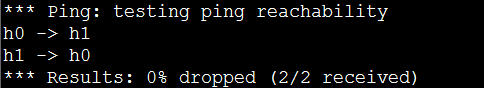 *** Ping: testing ping reachability
h0 -> h1
h1 -> h0
*** Results: 0% dropped (2/2 received)